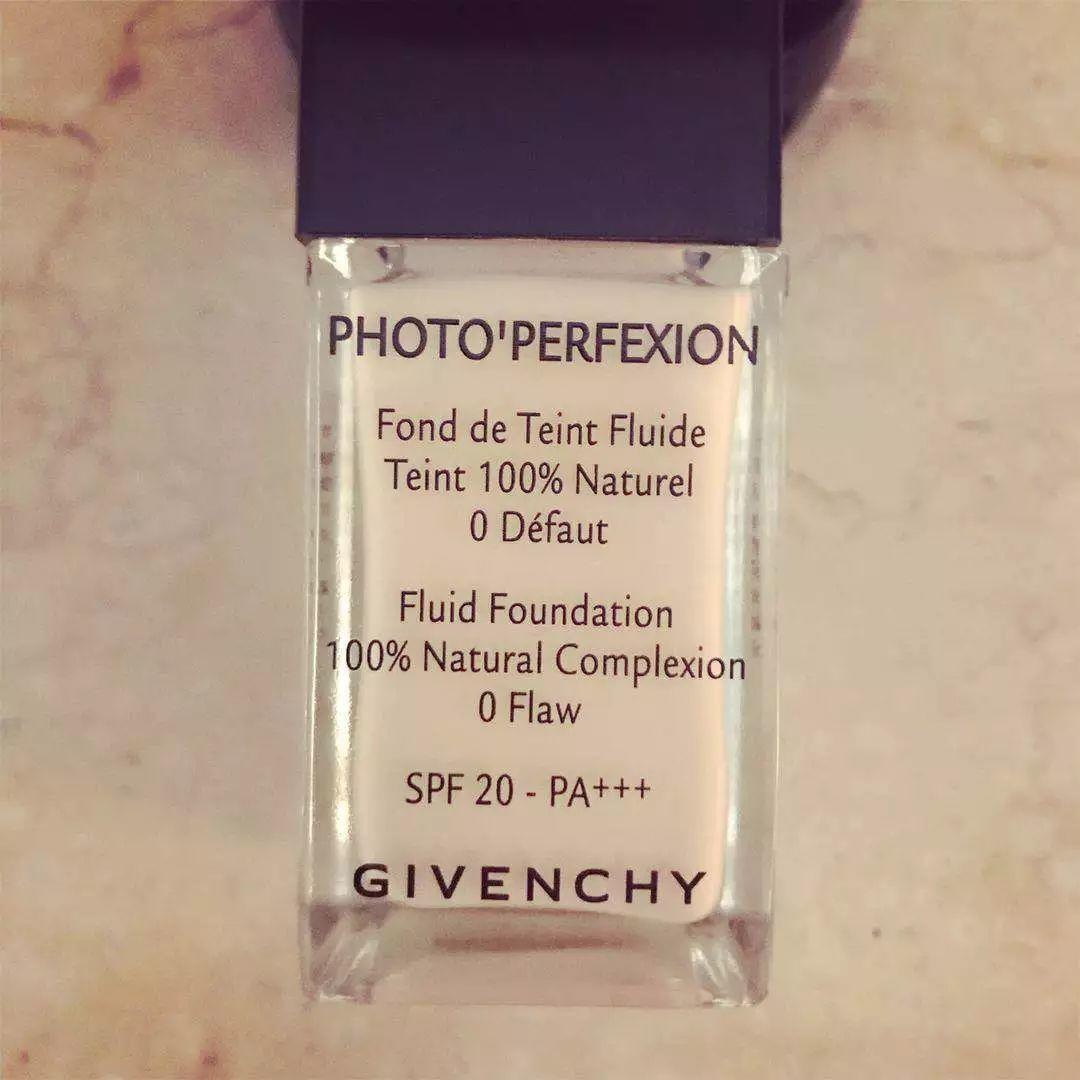 PHOTO'PERFEXION
Fond de Teint Fluide
Teint 100% Naturel
0 Défaut
Fluid Foundation
100% Natural Complexion
0 Flaw
SPF 20 - PA+++
GIVENCHY